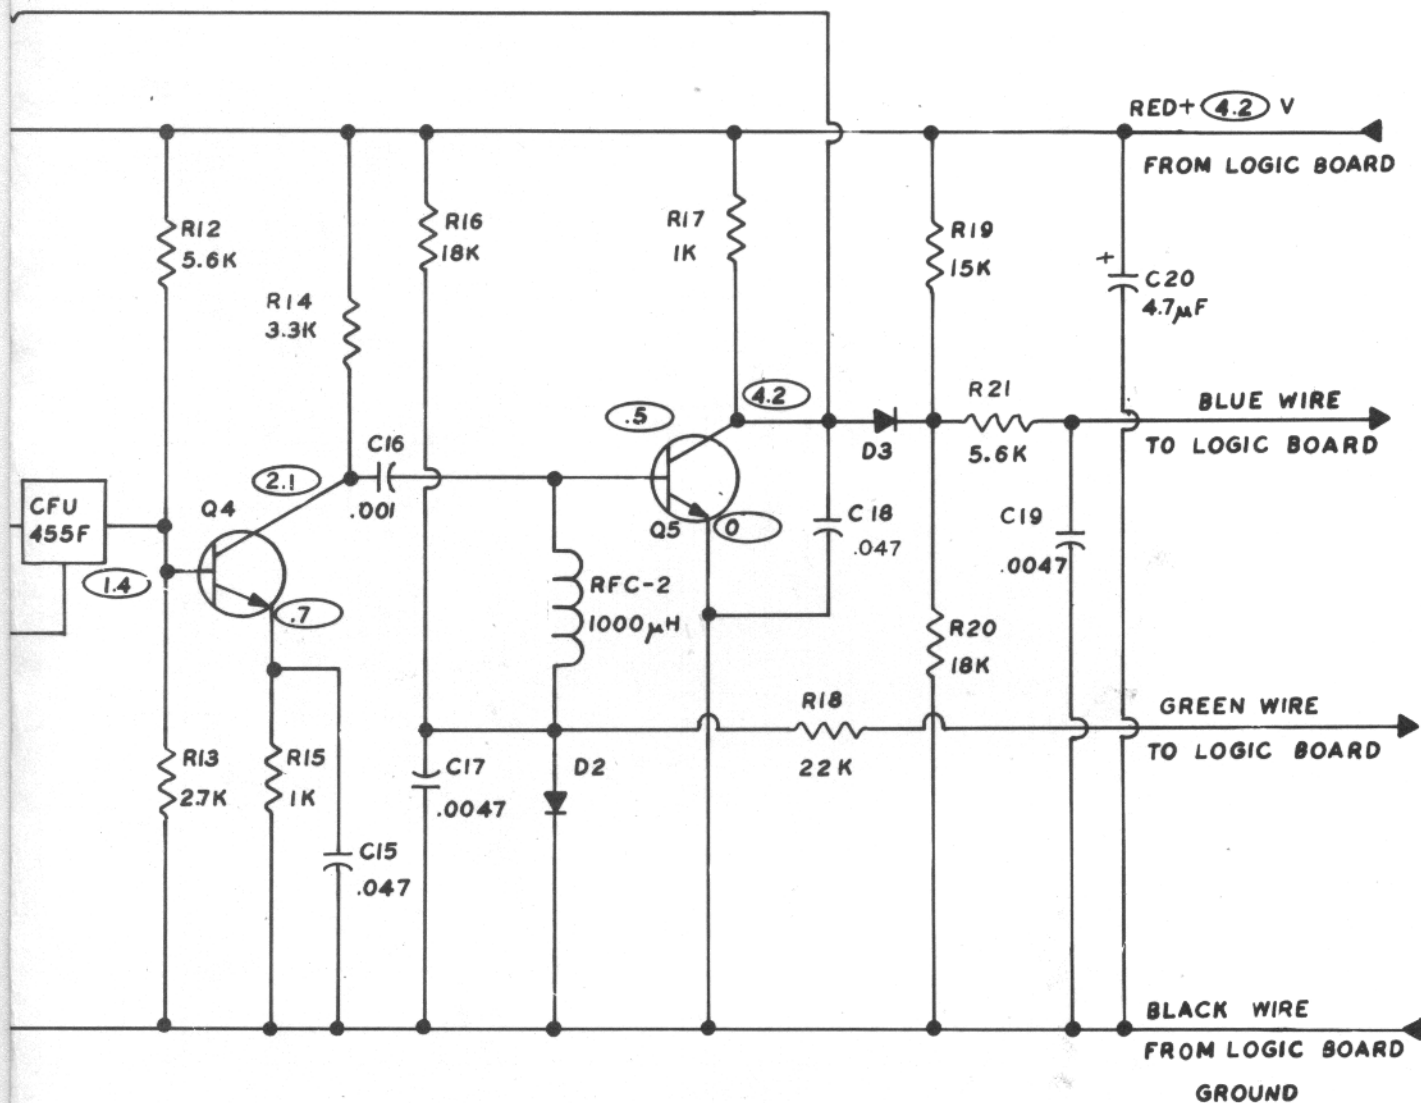 RED+ 4.2 V
FROM LOGIC BOARD
R12
5.6K
R14
3.3K
R16
18K
R17
1K
R19
15K
+
C20
4.7μF
4.2
.5
R21
5.6K
BLUE WIRE
TO LOGIC BOARD
D3
C16
.001
2.1
CFU
455F
Q4
1.4
.7
Q5
0
C18
.047
C19
.0047
RFC-2
1000μH
R20
18K
R18
22K
GREEN WIRE
TO LOGIC BOARD
R13
2.7K
R15
1K
C17
.0047
D2
C15
.047
BLACK WIRE
FROM LOGIC BOARD
GROUND